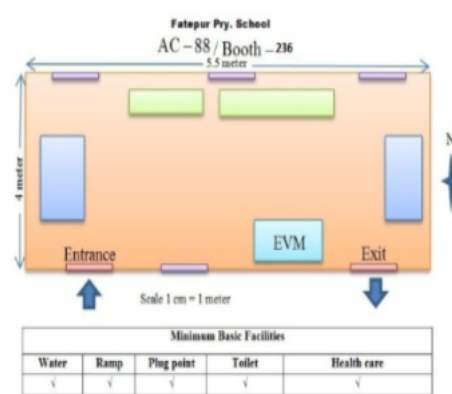 Fatepur Pry. School
AC – 88 / Booth – 236
5.5 meter
4 meter
N
EVM
Entrance
Exit
Scale 1 cm = 1 meter
Minimum Basic Facilities
Water Ramp Plug point Toilet Health care
√ √ √ √ √